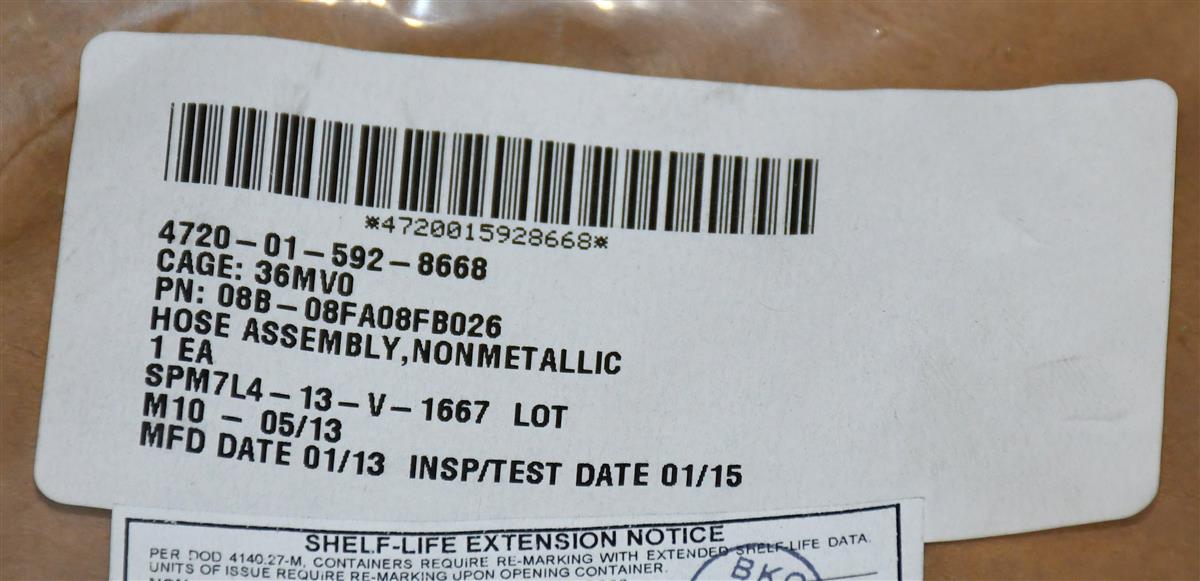 *4720015928668*
4720-01-592-8668
CAGE: 36MV0
PN: 08B-08FA08FB026
HOSE ASSEMBLY,NONMETALLIC
1 EA
SPM7L4-13-V-1667 LOT
M10 - 05/13
MFD DATE 01/13 INSP/TEST DATE 01/15
SHELF-LIFE EXTENSION NOTICE
PER DOD 4140.27-M, CONTAINERS REQUIRE RE-MARKING WITH EXTENDED SHELF-LIFE DATA.
UNITS OF ISSUE REQUIRE RE-MARKING UPON OPENING CONTAINER.